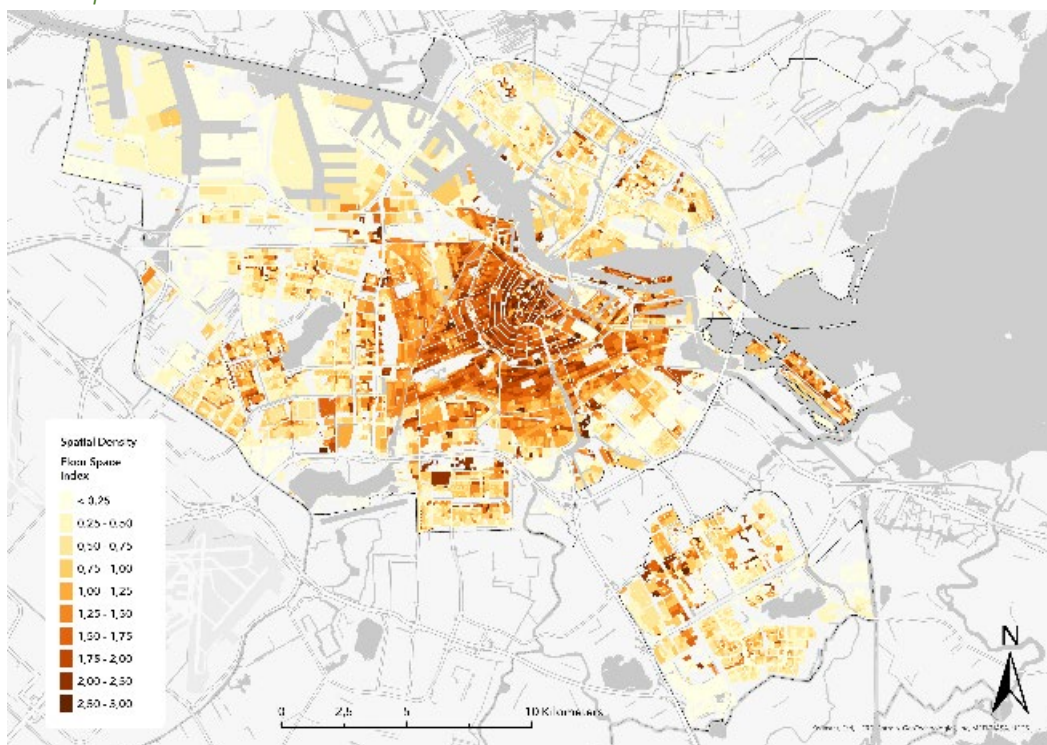 Spatial Density
Floor Space
Index
< 0,25
0,25 - 0,50
0,50 - 0,75
0,75 - 1,00
1,00 - 1,25
1,25 - 1,50
1,50 - 1,75
1,75 - 2,00
2,00 - 2,50
2,50 - 3,00
0 2,5 5 10 Kilometers
N